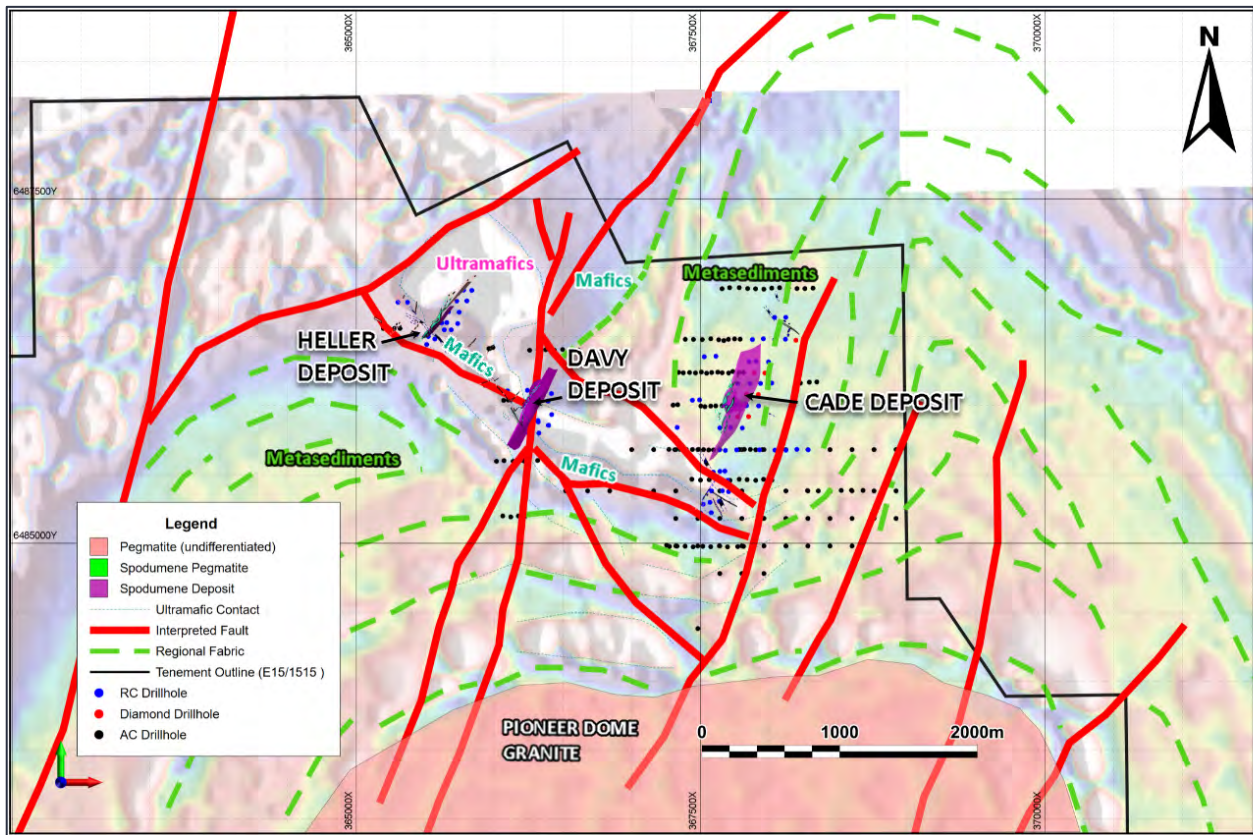 365000X
367500X
370000X
N
6487500Y
Ultramafics
Mafics
Metasediments
HELLER
DEPOSIT
Mafics
DAVY
DEPOSIT
CADE DEPOSIT
Metasediments
Mafics
6485000Y
Legend
Pegmatite (undifferentiated)
Spodumene Pegmatite
Spodumene Deposit
Ultramafic Contact
Interpreted Fault
Regional Fabric
Tenement Outline (E15/1515 )
RC Drillhole
Diamond Drillhole
AC Drillhole
PIONEER DOME
GRANITE
0 1000 2000m
365000X
367500X
370000X